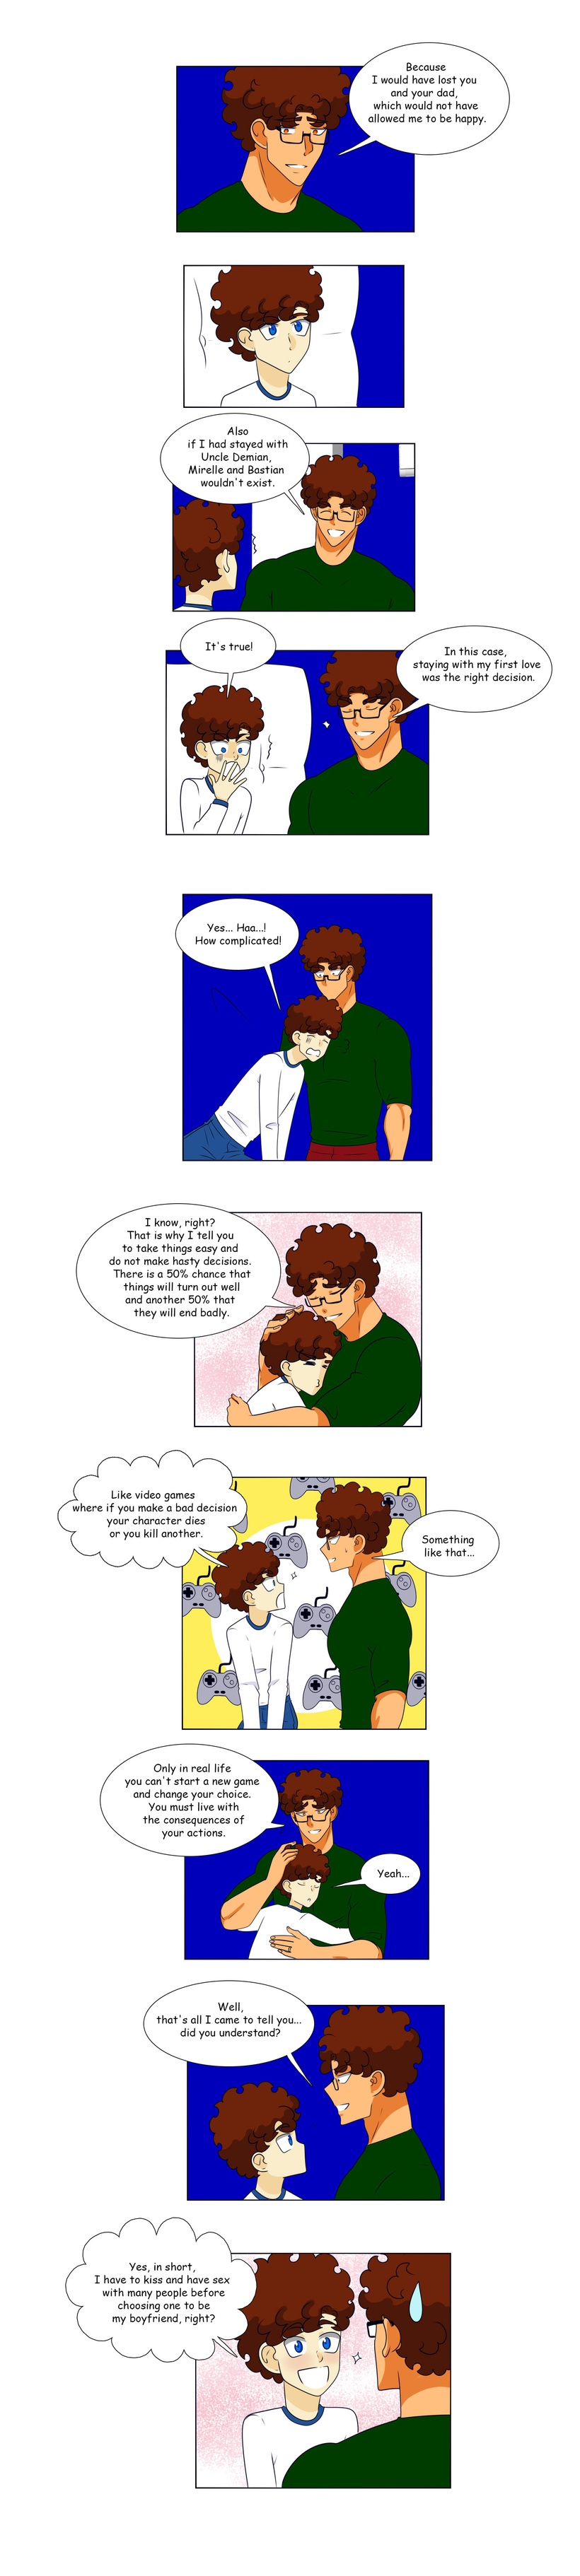 Because
I would have lost you
and your dad,
which would not have
allowed me to be happy.
Also
if I had stayed with
Uncle Demian,
Mirelle and Bastian
wouldn't exist.
It's true!
In this case,
staying with my first love
was the right decision.
Yes... Haa...!
How complicated!
I know, right?
That is why I tell you
to take things easy and
do not make hasty decisions.
There is a 50% chance that
things will turn out well
and another 50% that
they will end badly.
Like video games
where if you make a bad decision
your character dies
or you kill another.
Something
like that...
Only in real life
you can't start a new game
and change your choice.
You must live with
the consequences of
your actions.
Yeah...
Well,
that's all I came to tell you...
did you understand?
Yes, in short,
I have to kiss and have sex
with many people before
choosing one to be
my boyfriend, right?